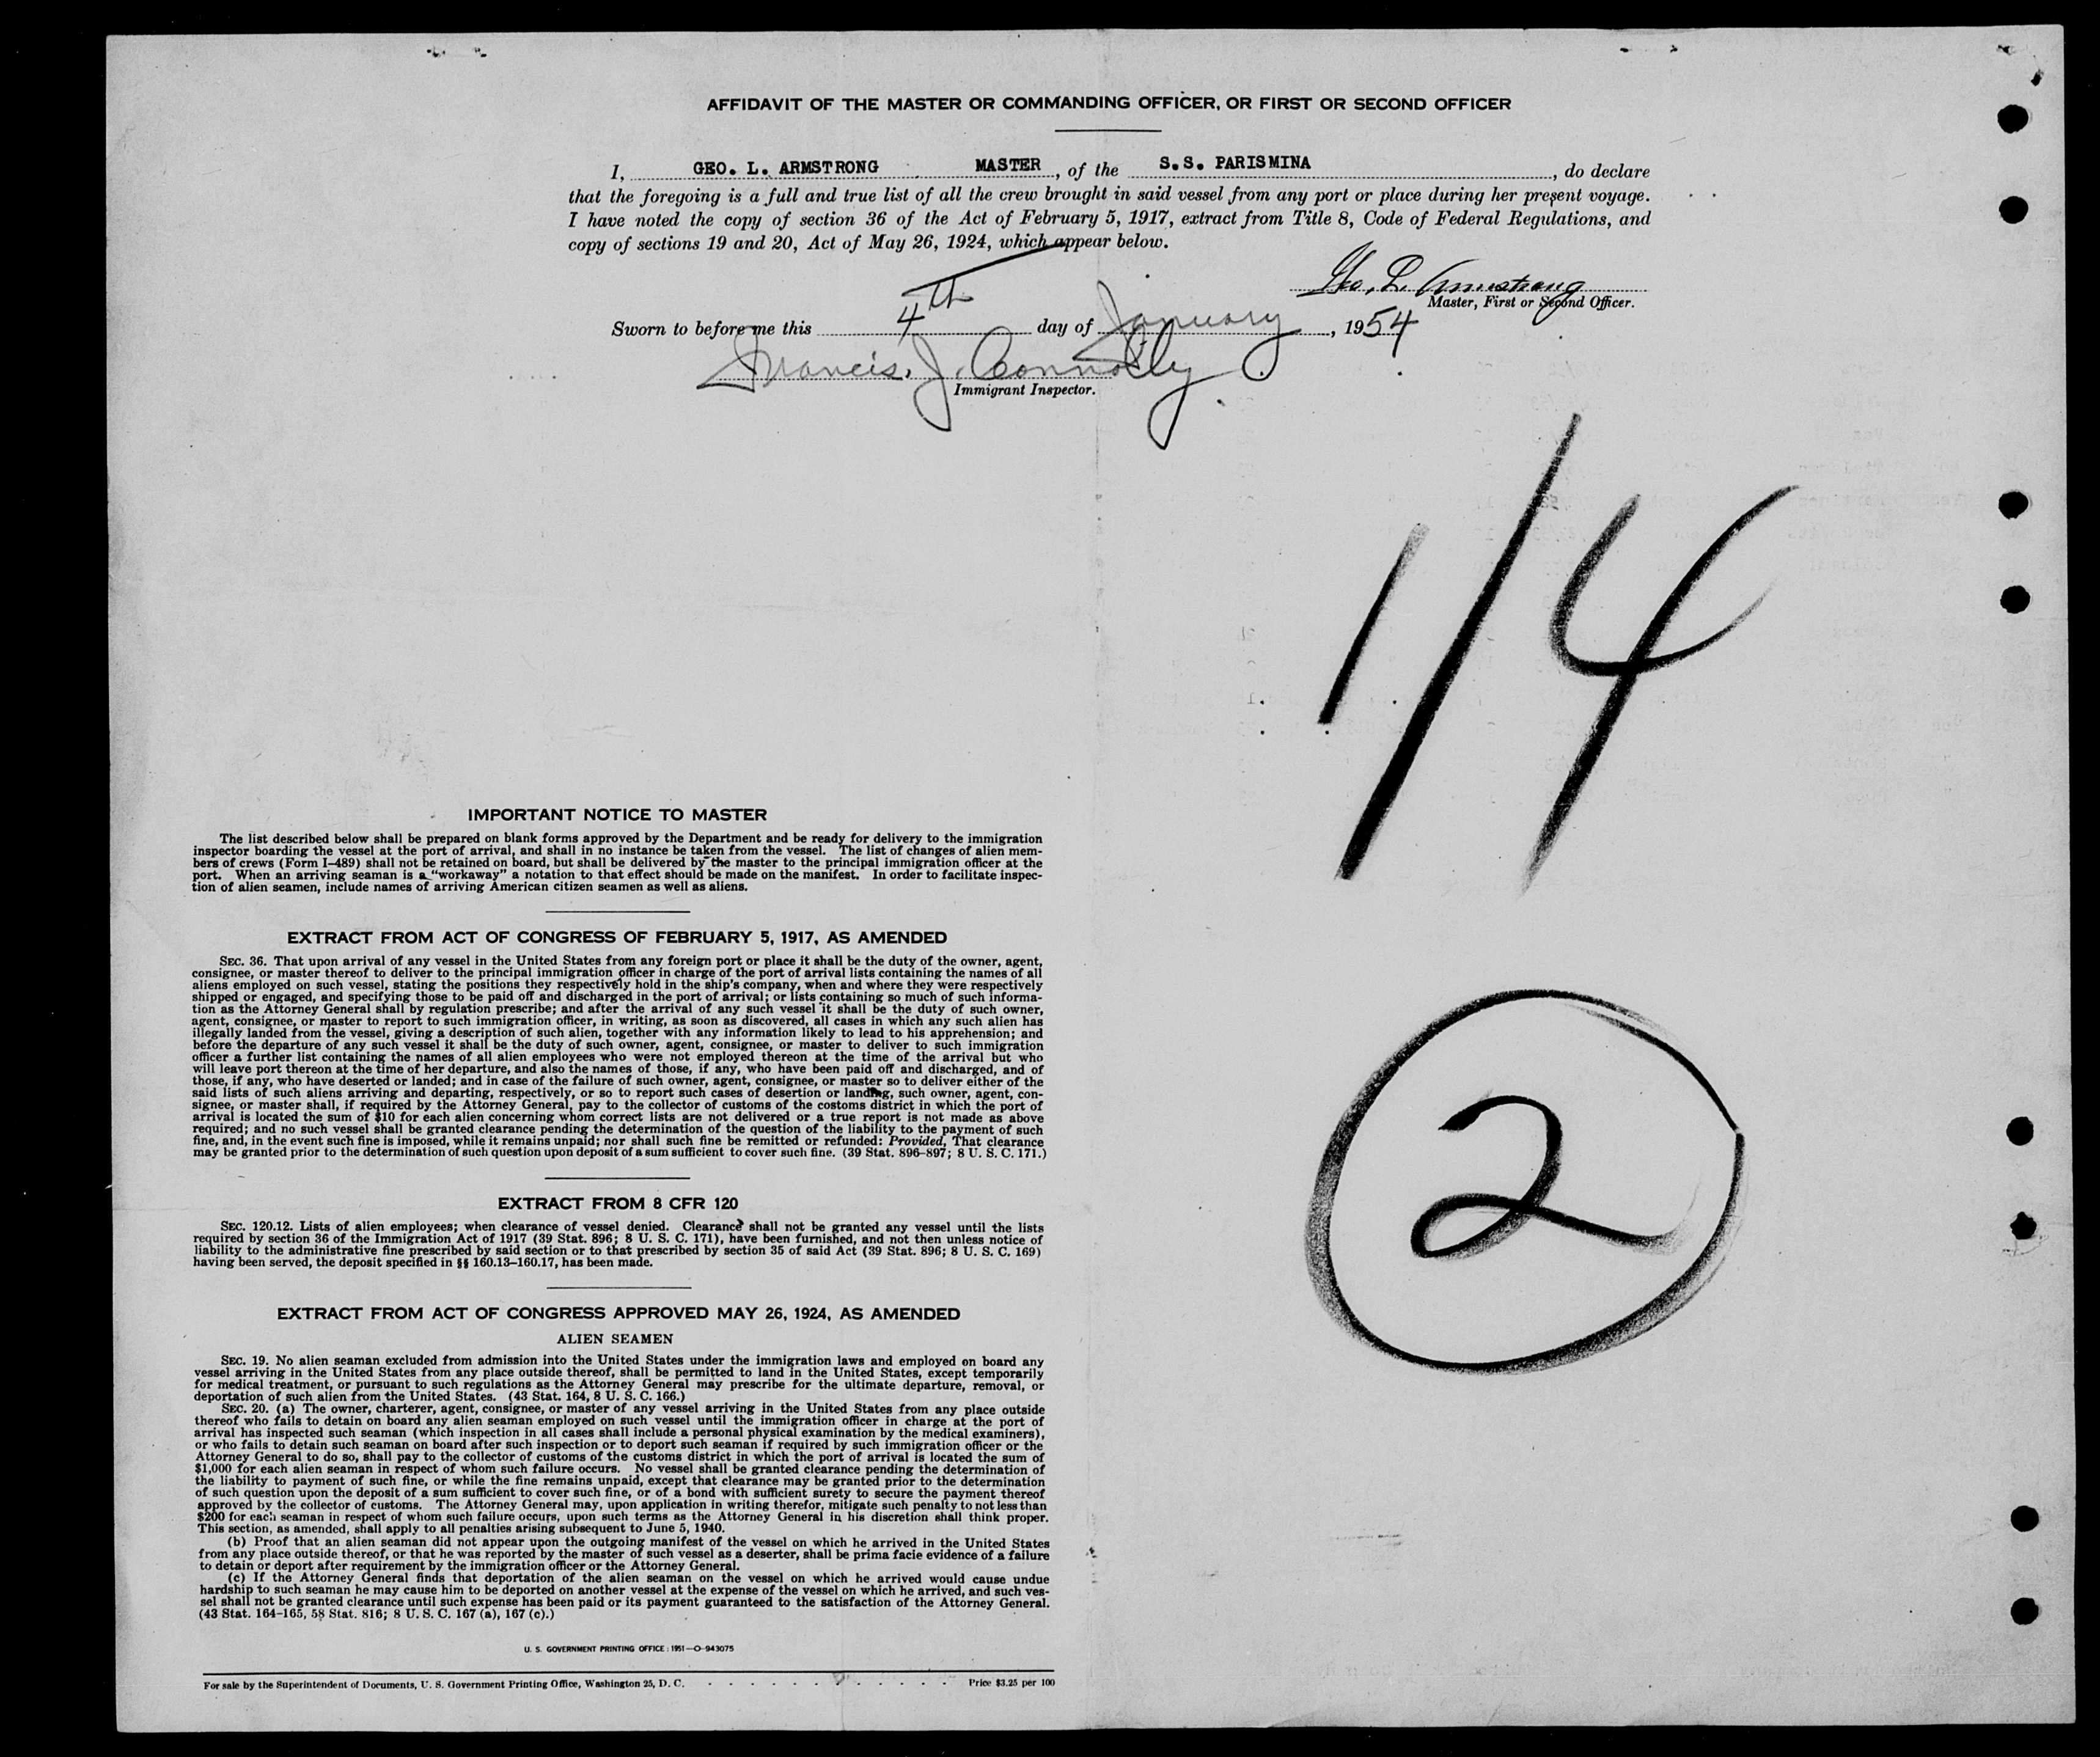 AFFIDAVIT OF THE MASTER OR COMMANDING OFFICER, OR FIRST OR SECOND OFFICER
I, GEO. L. ARMSTRONG MASTER, of the S.S. PARISMINA, do declare
that the foregoing is a full and true list of all the crew brought in said vessel from any port or place during her present voyage.
I have noted the copy of section 36 of the Act of February 5, 1917, extract from Title 8, Code of Federal Regulations, and
copy of sections 19 and 20, Act of May 26, 1924, which appear below.
Geo. L. Armstrong
Master, First or Second Officer.
Sworn to before me this 4th day of January, 1954
Francis. J. Connolly
Immigrant Inspector.
1/4
2
IMPORTANT NOTICE TO MASTER
The list described below shall be prepared on blank forms approved by the Department and be ready for delivery to the immigration
inspector boarding the vessel at the port of arrival, and shall in no instance be taken from the vessel. The list of changes of alien mem-
bers of crews (Form I–489) shall not be retained on board, but shall be delivered by the master to the principal immigration officer at the
port. When an arriving seaman is a "workaway" a notation to that effect should be made on the manifest. In order to facilitate inspec-
tion of alien seamen, include names of arriving American citizen seamen as well as aliens.
EXTRACT FROM ACT OF CONGRESS OF FEBRUARY 5, 1917, AS AMENDED
SEC. 36. That upon arrival of any vessel in the United States from any foreign port or place it shall be the duty of the owner, agent,
consignee, or master thereof to deliver to the principal immigration officer in charge of the port of arrival lists containing the names of all
aliens employed on such vessel, stating the positions they respectively hold in the ship's company, when and where they were respectively
shipped or engaged, and specifying those to be paid off and discharged in the port of arrival; or lists containing so much of such informa-
tion as the Attorney General shall by regulation prescribe; and after the arrival of any such vessel it shall be the duty of such owner,
agent, consignee, or master to report to such immigration officer, in writing, as soon as discovered, all cases in which any such alien has
illegally landed from the vessel, giving a description of such alien, together with any information likely to lead to his apprehension; and
before the departure of any such vessel it shall be the duty of such owner, agent, consignee, or master to deliver to such immigration
officer a further list containing the names of all alien employees who were not employed thereon at the time of the arrival but who
will leave port thereon at the time of her departure, and also the names of those, if any, who have been paid off and discharged, and of
those, if any, who have deserted or landed; and in case of the failure of such owner, agent, consignee, or master so to deliver either of the
said lists of such aliens arriving and departing, respectively, or so to report such cases of desertion or landing, such owner, agent, con-
signee, or master shall, if required by the Attorney General, pay to the collector of customs of the costoms district in which the port of
arrival is located the sum of $10 for each alien concerning whom correct lists are not delivered or a true report is not made as above
required; and no such vessel shall be granted clearance pending the determination of the question of the liability to the payment of such
fine, and, in the event such fine is imposed, while it remains unpaid; nor shall such fine be remitted or refunded: Provided, That clearance
may be granted prior to the determination of such question upon deposit of a sum sufficient to cover such fine. (39 Stat. 896–897; 8 U. S. C. 171.)
EXTRACT FROM 8 CFR 120
SEC. 120.12. Lists of alien employees; when clearance of vessel denied. Clearance shall not be granted any vessel until the lists
required by section 36 of the Immigration Act of 1917 (39 Stat. 896; 8 U. S. C. 171), have been furnished, and not then unless notice of
liability to the administrative fine prescribed by said section or to that prescribed by section 35 of said Act (39 Stat. 896; 8 U. S. C. 169)
having been served, the deposit specified in §§ 160.13–160.17, has been made.
EXTRACT FROM ACT OF CONGRESS APPROVED MAY 26, 1924, AS AMENDED
ALIEN SEAMEN
SEC. 19. No alien seaman excluded from admission into the United States under the immigration laws and employed on board any
vessel arriving in the United States from any place outside thereof, shall be permitted to land in the United States, except temporarily
for medical treatment, or pursuant to such regulations as the Attorney General may prescribe for the ultimate departure, removal, or
deportation of such alien from the United States. (43 Stat. 164, 8 U. S. C. 166.)
SEC. 20. (a) The owner, charterer, agent, consignee, or master of any vessel arriving in the United States from any place outside
thereof who fails to detain on board any alien seaman employed on such vessel until the immigration officer in charge at the port of
arrival has inspected such seaman (which inspection in all cases shall include a personal physical examination by the medical examiners),
or who fails to detain such seaman on board after such inspection or to deport such seaman if required by such immigration officer or the
Attorney General to do so, shall pay to the collector of customs of the customs district in which the port of arrival is located the sum of
$1,000 for each alien seaman in respect of whom such failure occurs. No vessel shall be granted clearance pending the determination of
the liability to payment of such fine, or while the fine remains unpaid, except that clearance may be granted prior to the determination
of such question upon the deposit of a sum sufficient to cover such fine, or of a bond with sufficient surety to secure the payment thereof
approved by the collector of customs. The Attorney General may, upon application in writing therefor, mitigate such penalty to not less than
$200 for each seaman in respect of whom such failure occurs, upon such terms as the Attorney General in his discretion shall think proper.
This section, as amended, shall apply to all penalties arising subsequent to June 5, 1940.
(b) Proof that an alien seaman did not appear upon the outgoing manifest of the vessel on which he arrived in the United States
from any place outside thereof, or that he was reported by the master of such vessel as a deserter, shall be prima facie evidence of a failure
to detain or deport after requirement by the immigration officer or the Attorney General.
(c) If the Attorney General finds that deportation of the alien seaman on the vessel on which he arrived would cause undue
hardship to such seaman he may cause him to be deported on another vessel at the expense of the vessel on which he arrived, and such ves-
sel shall not be granted clearance until such expense has been paid or its payment guaranteed to the satisfaction of the Attorney General.
(43 Stat. 164–165, 58 Stat. 816; 8 U. S. C. 167 (a), 167 (c).)
U. S. GOVERNMENT PRINTING OFFICE : 1951—O-943075
For sale by the Superintendent of Documents, U. S. Government Printing Office, Washington 25, D. C. - - - - - - - - - - - - - Price $3.25 per 100